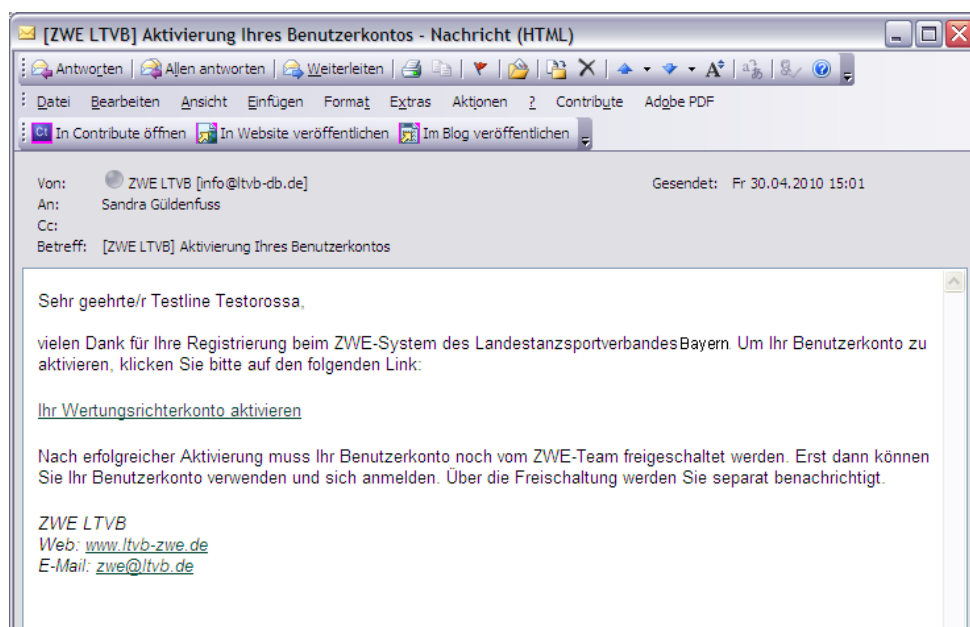 [ZWE LTVB] Aktivierung Ihres Benutzerkontos - Nachricht (HTML)
Antworten Allen antworten Weiterleiten
Datei Bearbeiten Ansicht Einfügen Format Extras Aktionen ? Contribute Adobe PDF
Ct In Contribute öffnen In Website veröffentlichen Im Blog veröffentlichen
Von: ZWE LTVB [info@ltvb-db.de] Gesendet: Fr 30.04.2010 15:01
An: Sandra Güldenfuss
Cc:
Betreff: [ZWE LTVB] Aktivierung Ihres Benutzerkontos
Sehr geehrte/r Testline Testorossa,
vielen Dank für Ihre Registrierung beim ZWE-System des Landestanzsportverbandes Bayern. Um Ihr Benutzerkonto zu
aktivieren, klicken Sie bitte auf den folgenden Link:
Ihr Wertungsrichterkonto aktivieren
Nach erfolgreicher Aktivierung muss Ihr Benutzerkonto noch vom ZWE-Team freigeschaltet werden. Erst dann können
Sie Ihr Benutzerkonto verwenden und sich anmelden. Über die Freischaltung werden Sie separat benachrichtigt.
ZWE LTVB
Web: www.ltvb-zwe.de
E-Mail: zwe@ltvb.de